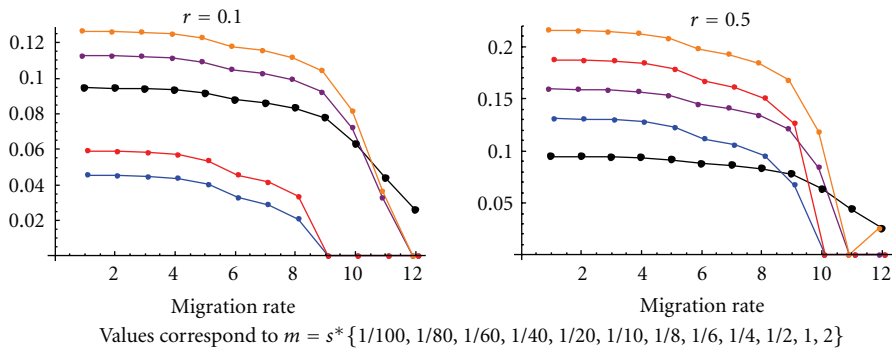 r = 0.1
0.12
0.1
0.08
0.06
0.04
0.02
2 4 6 8 10 12
Migration rate
r = 0.5
0.2
0.15
0.1
0.05
2 4 6 8 10 12
Migration rate
Values correspond to m = s* {1/100, 1/80, 1/60, 1/40, 1/20, 1/10, 1/8, 1/6, 1/4, 1/2, 1, 2}